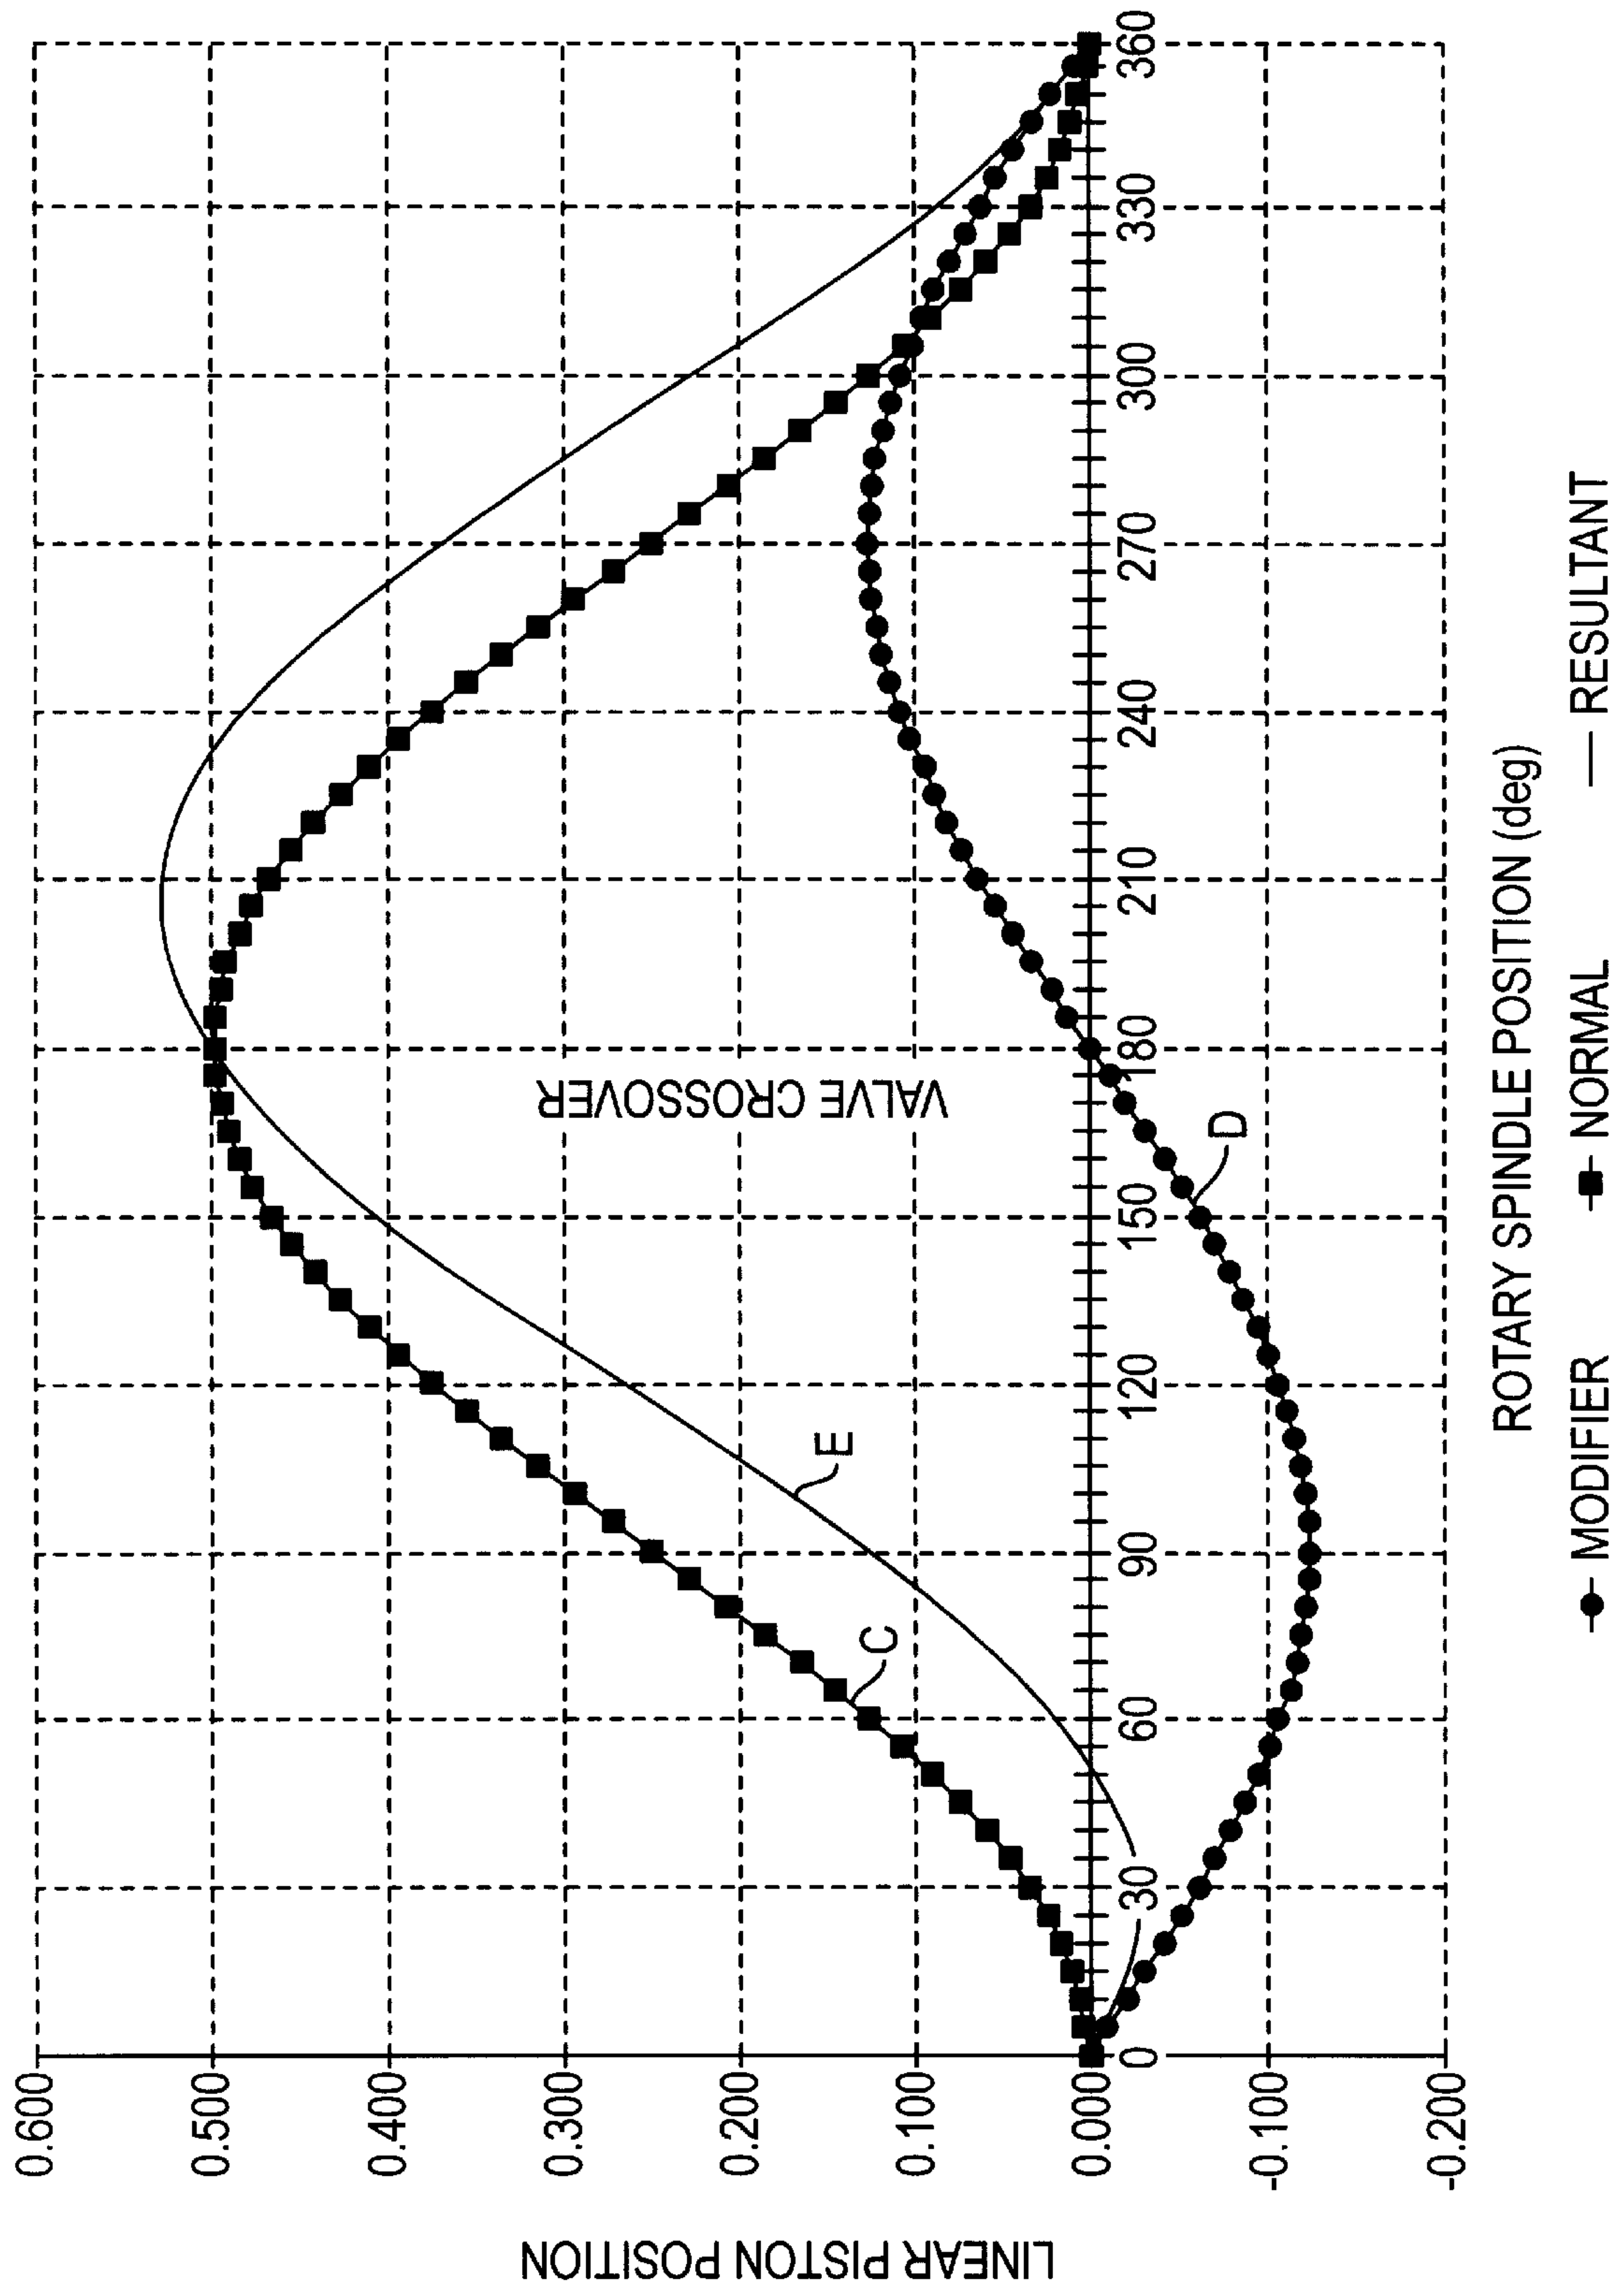 0.600
0.500
0.400
0.300
0.200
0.100
0.000
-0.100
-0.200
LINEAR PISTON POSITION
0
30
60
90
120
150
180
210
240
270
300
330
360
ROTARY SPINDLE POSITION (deg)
VALVE CROSSOVER
C
E
D
MODIFIER
NORMAL
RESULTANT